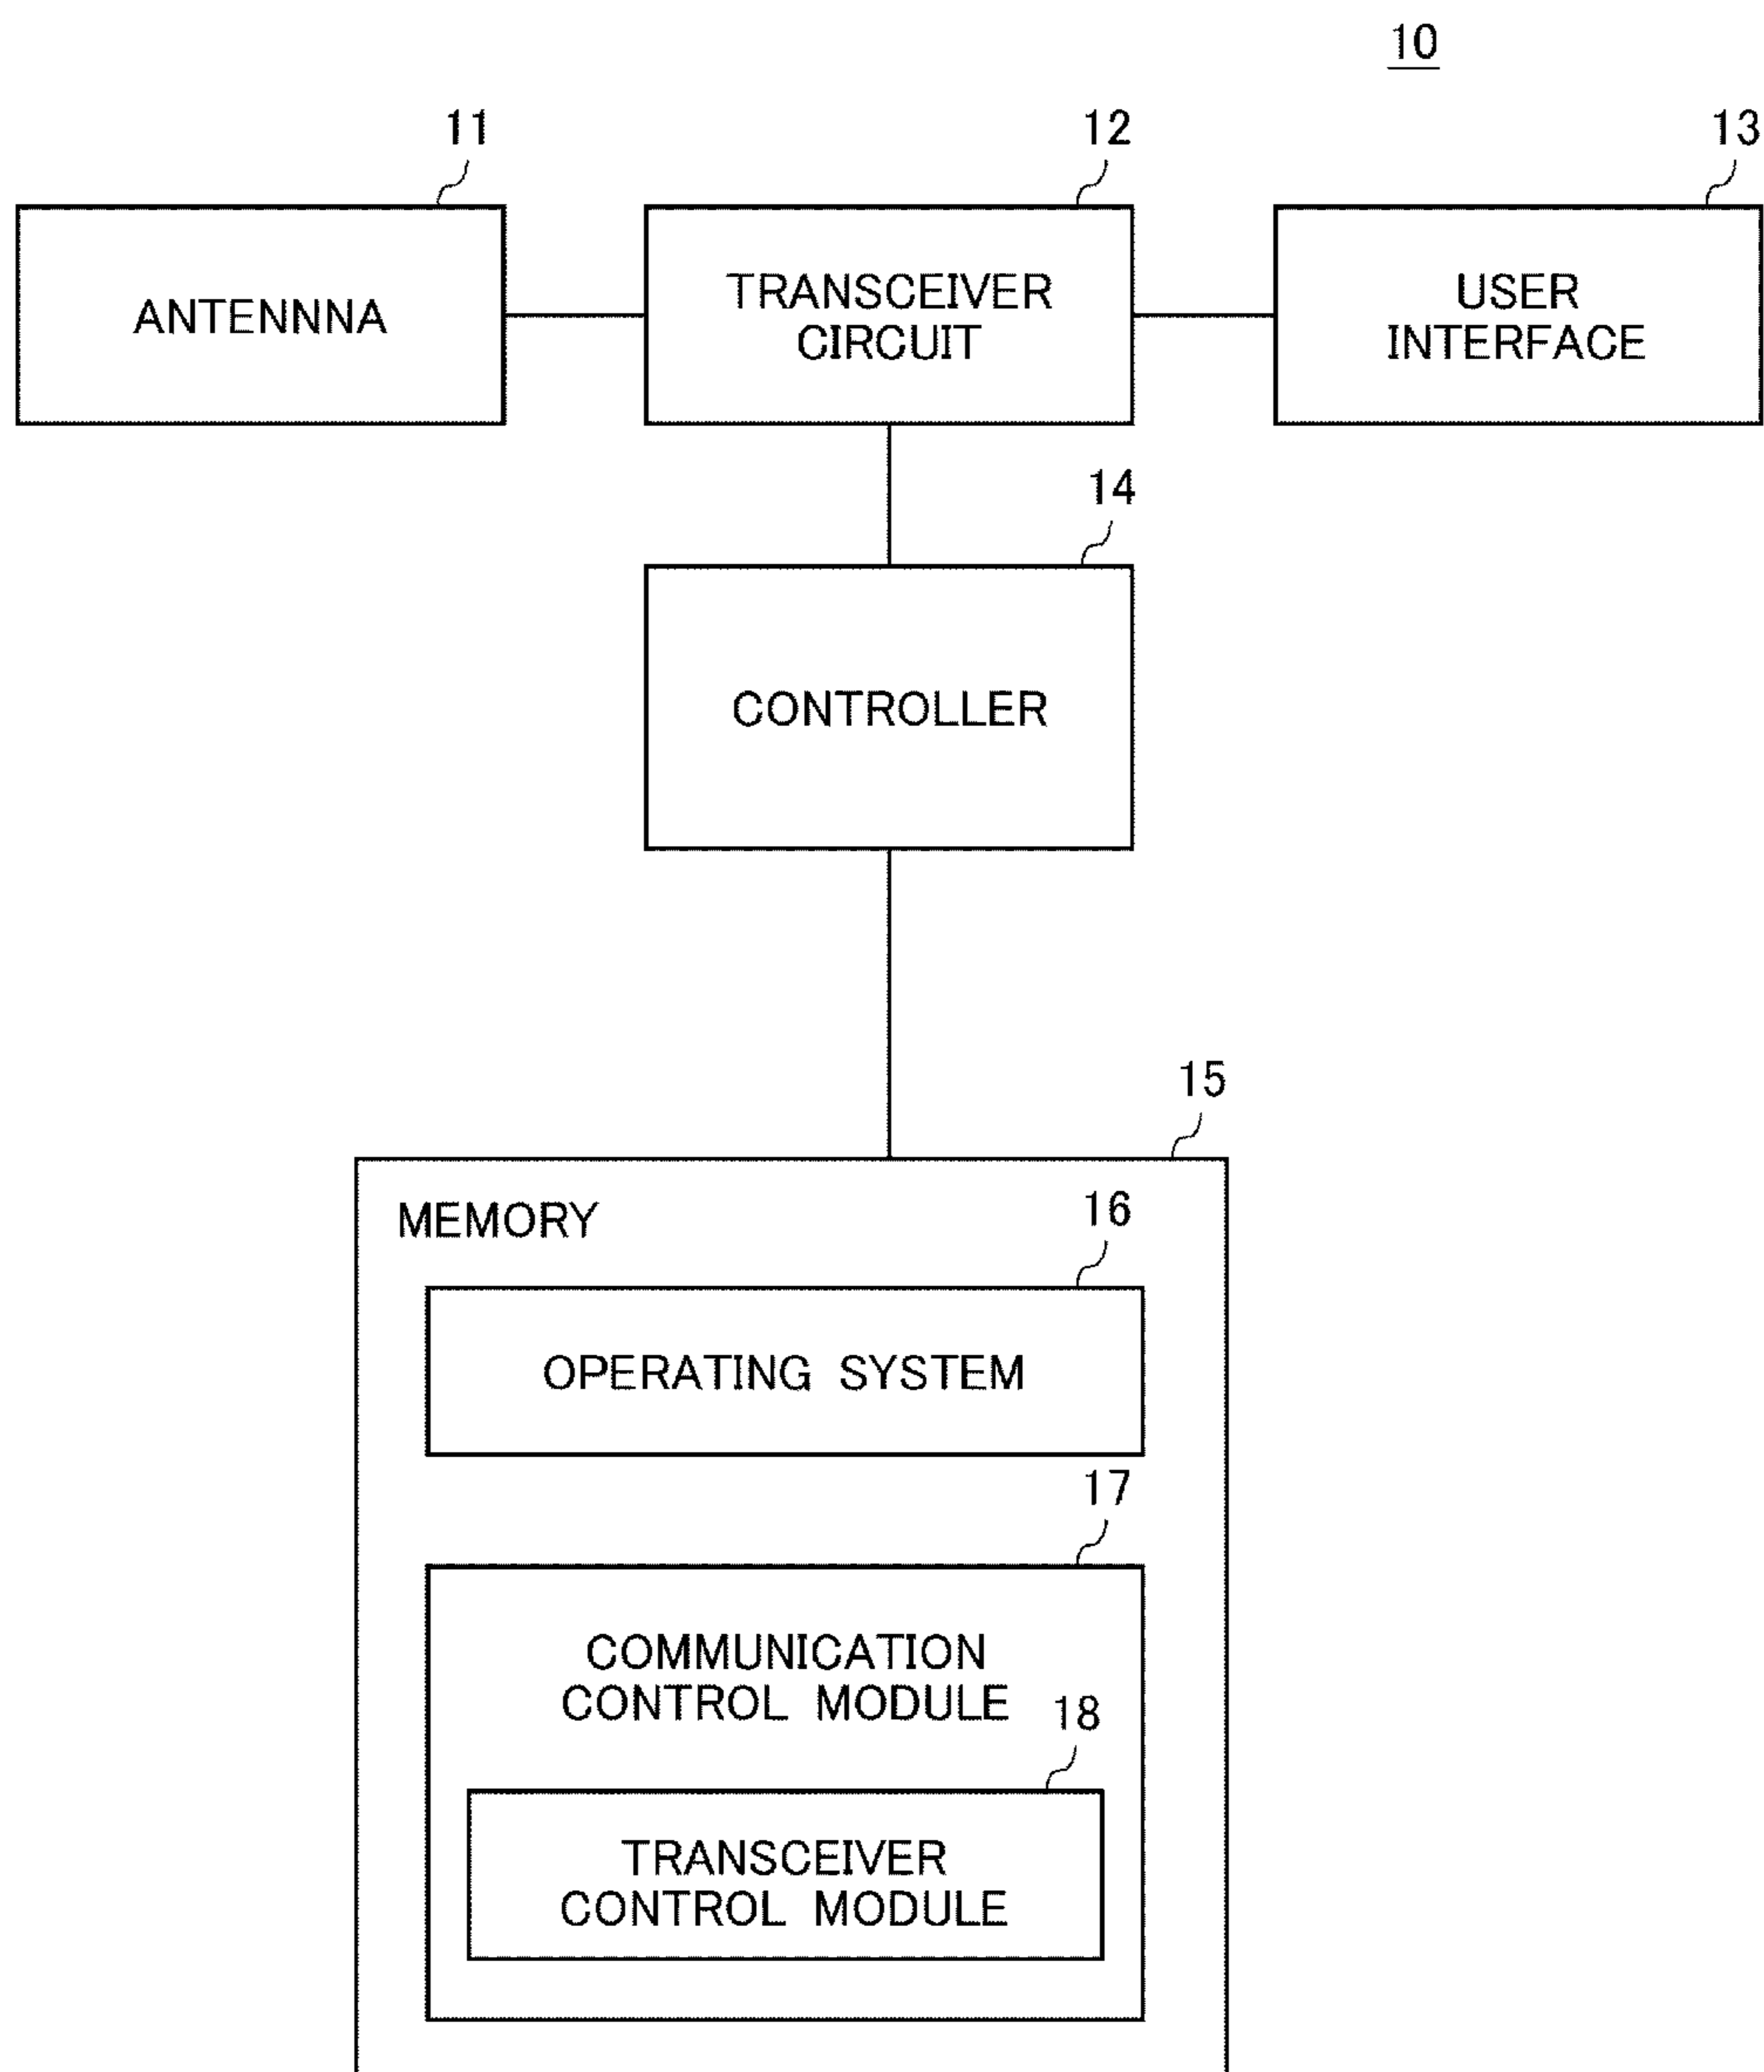 10
11
12
13
ANTENNNA
TRANSCEIVER
CIRCUIT
USER
INTERFACE
14
CONTROLLER
15
MEMORY
16
OPERATING SYSTEM
17
COMMUNICATION
CONTROL MODULE
18
TRANSCEIVER
CONTROL MODULE